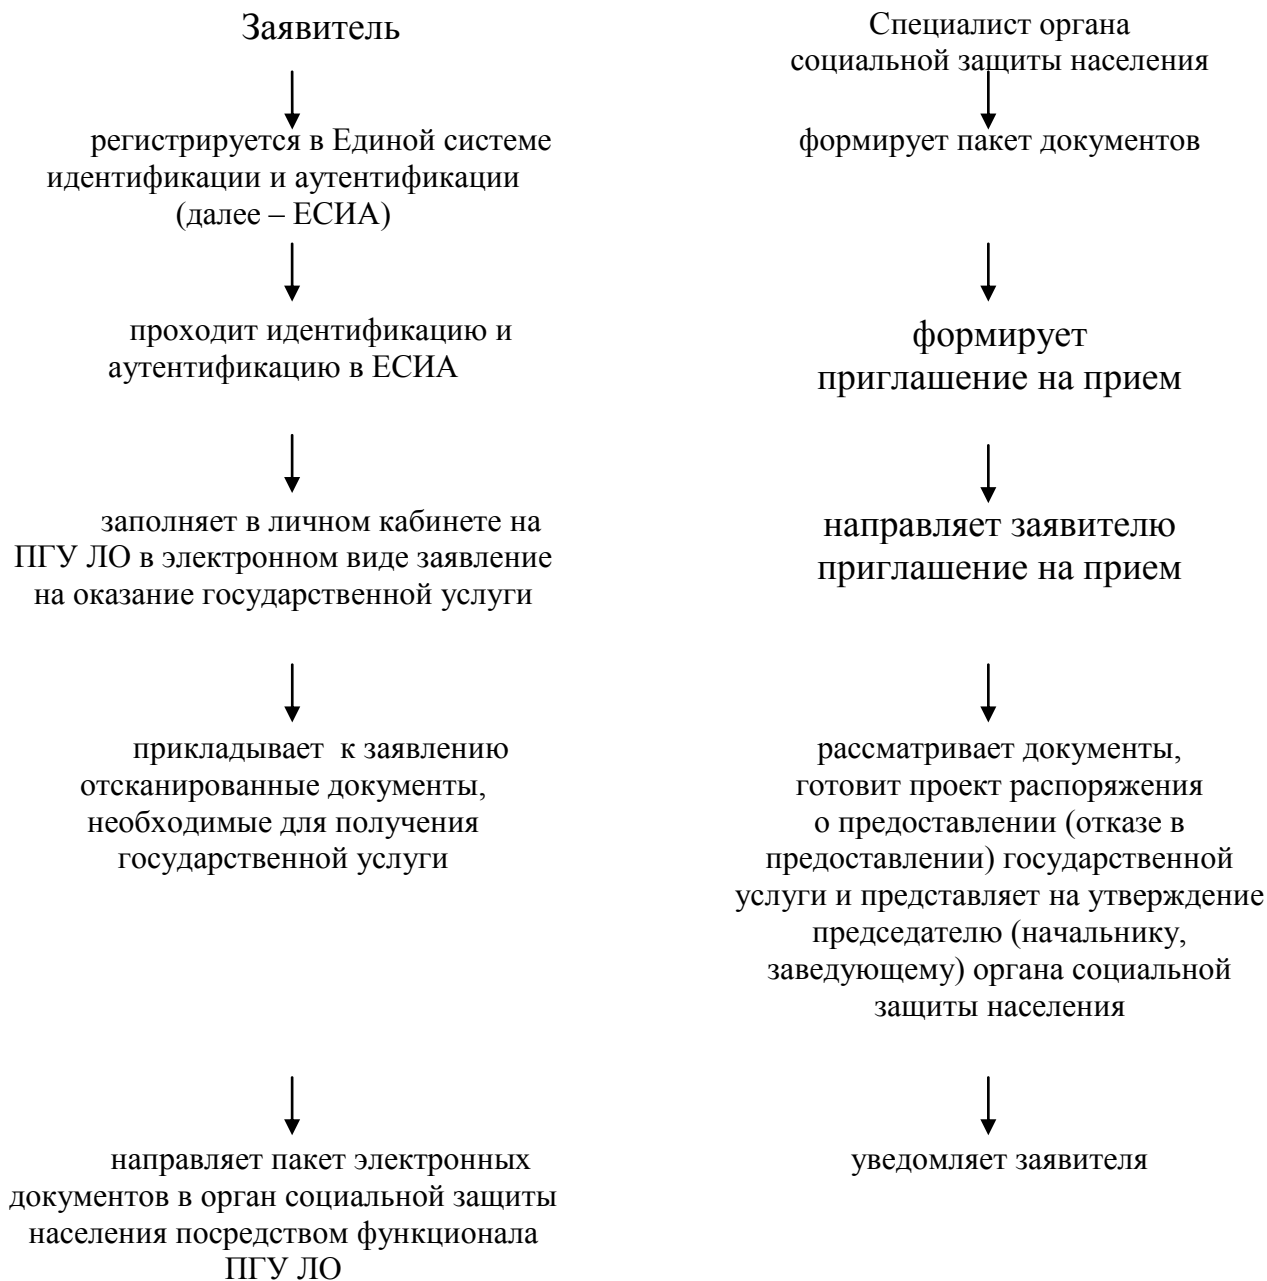 Заявитель
регистрируется в Единой системе
идентификации и аутентификации
(далее – ЕСИА)
проходит идентификацию и
аутентификацию в ЕСИА
заполняет в личном кабинете на
ПГУ ЛО в электронном виде заявление
на оказание государственной услуги
прикладывает к заявлению
отсканированные документы,
необходимые для получения
государственной услуги
направляет пакет электронных
документов в орган социальной защиты
населения посредством функционала
ПГУ ЛО
Специалист органа
социальной защиты населения
формирует пакет документов
формирует
приглашение на прием
направляет заявителю
приглашение на прием
рассматривает документы,
готовит проект распоряжения
о предоставлении (отказе в
предоставлении) государственной
услуги и представляет на утверждение
председателю (начальнику,
заведующему) органа социальной
защиты населения
уведомляет заявителя